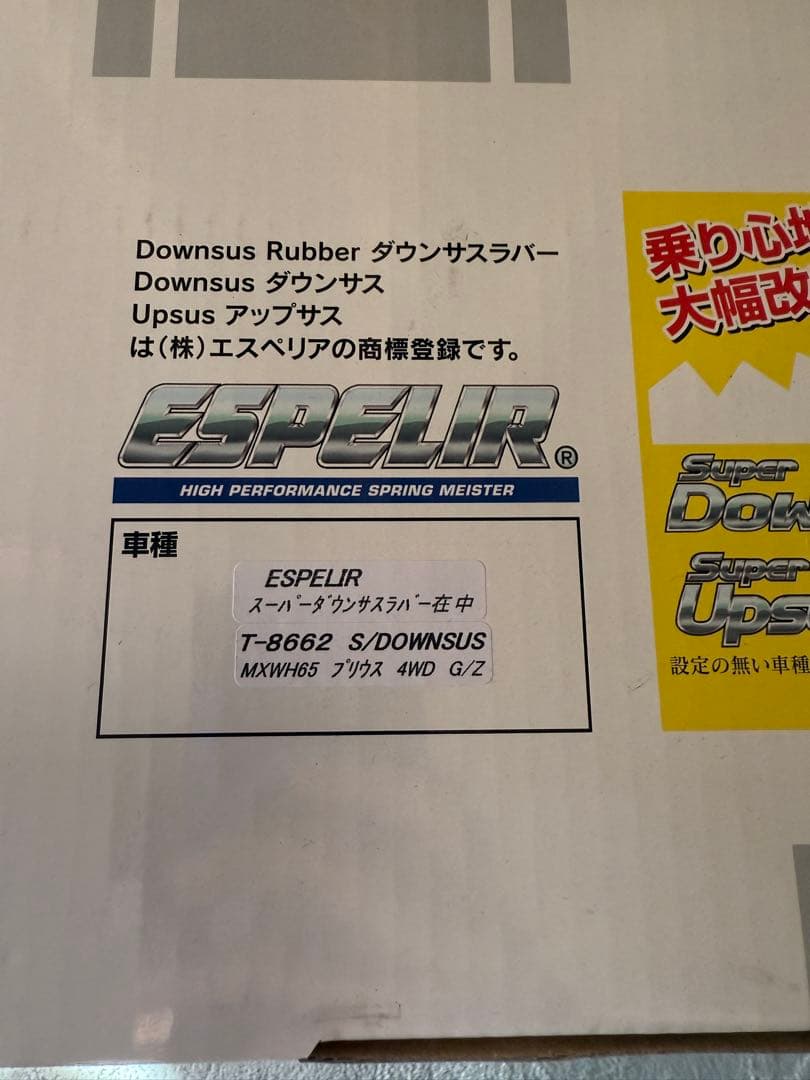 Downsus Rubber ダウンサスラバー
Downsus ダウンサス
Upsus アップサス
は(株)エスペリアの商標登録です。
ESPELIR®
HIGH PERFORMANCE SPRING MEISTER
車種
ESPELIR
スーパーダウンサスラバー在中
T-8662 S/DOWNSUS
MXWH65 プリウス 4WD G/Z
乗り心地
大幅改
Super
Dow
Super
Ups
設定の無い車種